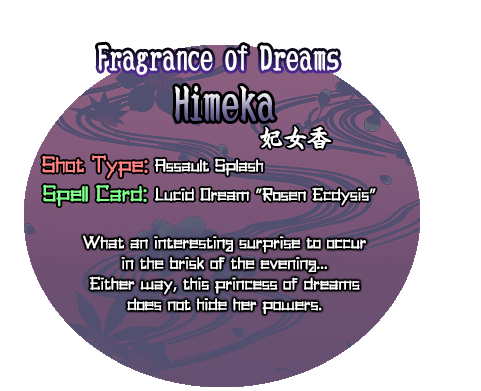 Fragrance of Dreams
Himeka
妃女香
Shot Type: Assault Splash
Spell Card: Lucid Dream "Rosen Ecdysis"
What an interesting surprise to occur
in the brisk of the evening...
Either way, this princess of dreams
does not hide her powers.